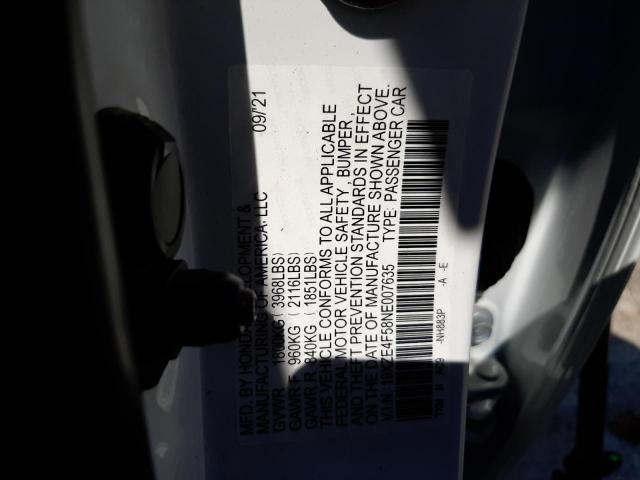 MFD. BY HONDA DEVELOPMENT &
MANUFACTURING OF AMERICA, LLC 09/'21
GVWR 1800KG 3968LBS)
GAWR F 960KG ( 2116LBS)
GAWR R 840KG ( 1851LBS)
THIS VEHICLE CONFORMS TO ALL APPLICABLE
FEDERAL MOTOR VEHICLE SAFETY, BUMPER,
AND THEFT PREVENTION STANDARDS IN EFFECT
ON THE DATE OF MANUFACTURE SHOWN ABOVE.
V.I.N. 19XZE4F58NE007635 TYPE: PASSENGER CAR
-NH883P -A -E